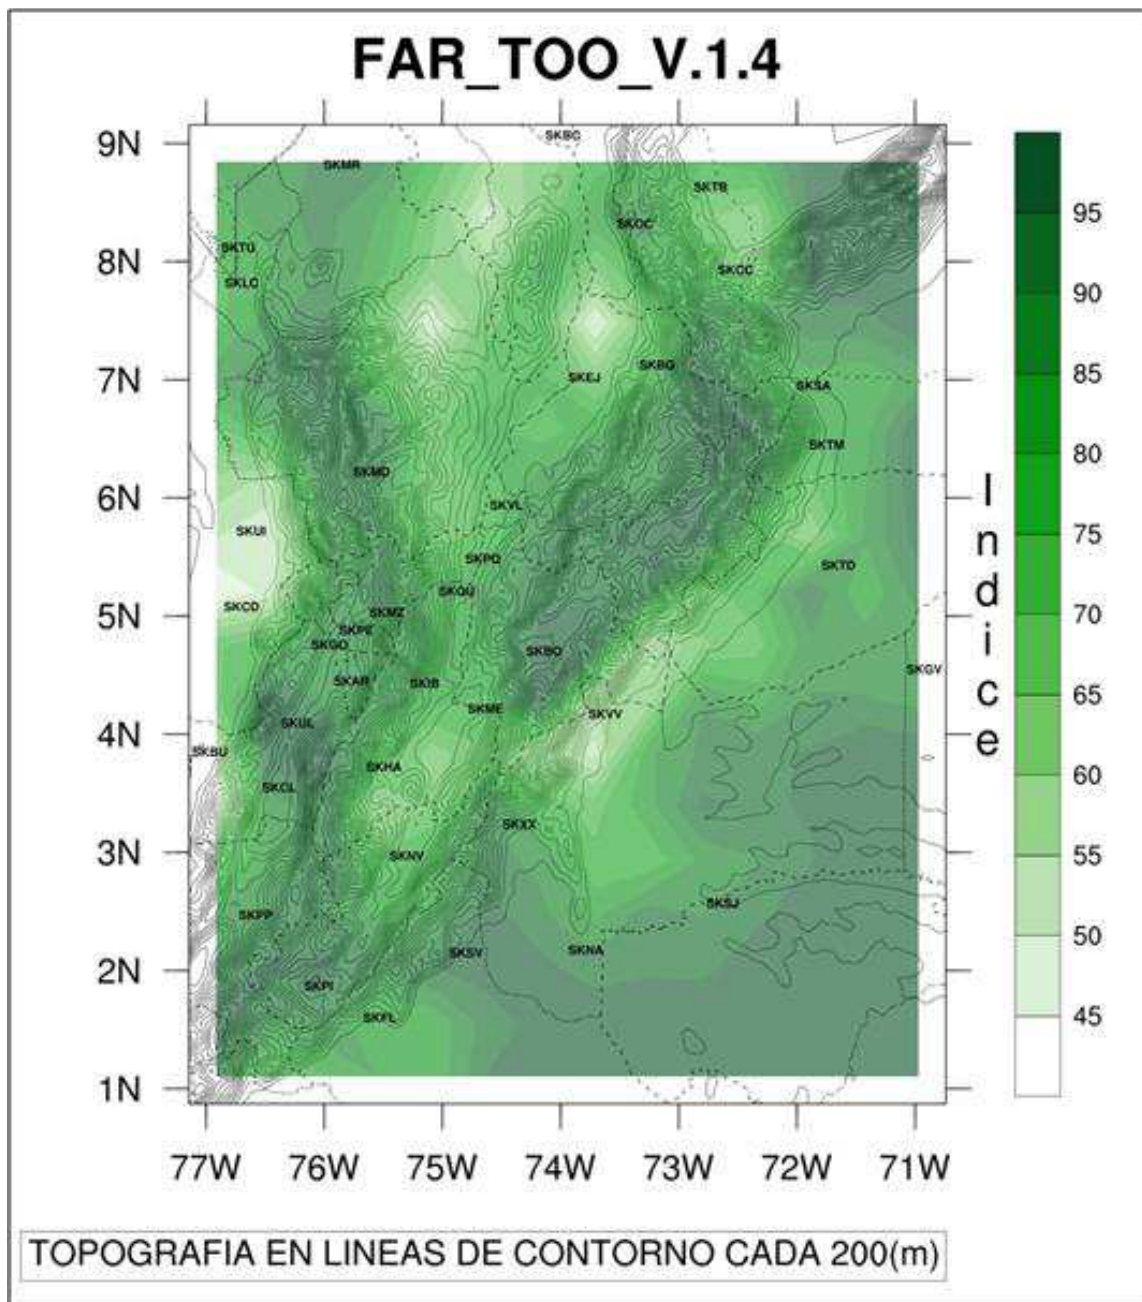 FAR_TOO_V.1.4
9N
8N
7N
6N
5N
4N
3N
2N
1N
77W 76W 75W 74W 73W 72W 71W
SKBC
SKMR
SKTB
SKOC
SKTU
SKLC
SKCC
SKBG
SKEJ
SKSA
SKMD
SKTM
SKVL
SKUI
SKPQ
SKTD
SKQU
SKCD
SKMZ
SKPE
SKGO
SKBO
SKAR
SKIB
SKGV
SKME
SKVV
SKUL
SKBU
SKHA
SKCL
SKXX
SKNV
SKPP
SKSJ
SKSV
SKNA
SKPI
SKFL
95
90
85
80
75
70
65
60
55
50
45
Indice
TOPOGRAFIA EN LINEAS DE CONTORNO CADA 200(m)